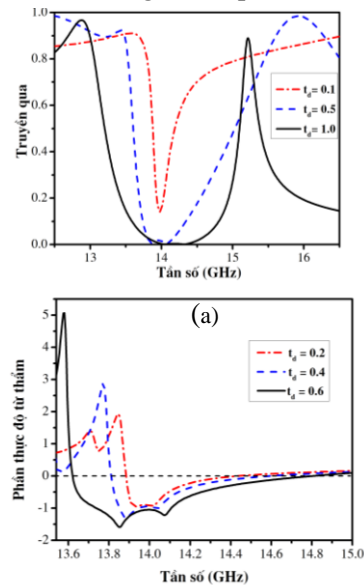 1.0
0.8
0.6
0.4
0.2
0.0
Truyền qua
t_d= 0.1
t_d= 0.5
t_d= 1.0
13 14 15 16
Tần số (GHz)
(a)
5
4
3
2
1
0
-1
-2
Phần thực độ từ thẩm
t_d= 0.2
t_d= 0.4
t_d= 0.6
13.6 13.8 14.0 14.2 14.4 14.6 14.8 15.0
Tần số (GHz)